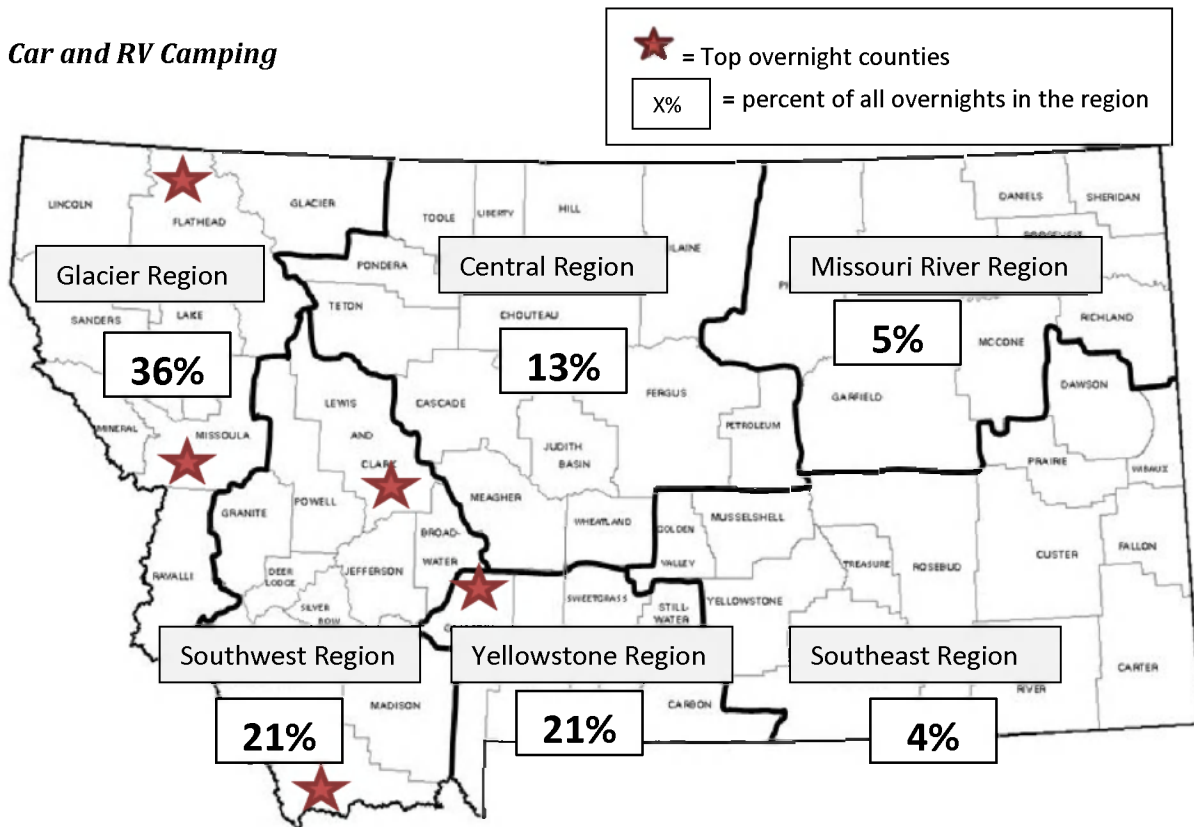 Car and RV Camping
= Top overnight counties
X%
= percent of all overnights in the region
LINCOLN
FLATHEAD
GLACIER
TOOLE
LIBERTY
HILL
LAINE
DANIELS
SHERIDAN
PONDERA
Glacier Region
Central Region
Missouri River Region
TETON
SANDERS
LAKE
CHOUTEAU
RICHLAND
36%
13%
5%
MCCONE
DAWSON
LEWIS
AND
CLARK
CASCADE
FERGUS
GARFIELD
MINERAL
MISSOULA
JUDITH
BASIN
PETROLEUM
PRAIRIE
WIBAUX
POWELL
GRANITE
MEAGHER
WHEATLAND
GOLDEN
VALLEY
MUSSELSHELL
BROAD-
WATER
CUSTER
FALLON
RAVALLI
DEER
LODGE
JEFFERSON
TREASURE
ROSEBUD
SILVER
BOW
SWEETGRASS
STILL-
WATER
YELLOWSTONE
Southwest Region
Yellowstone Region
Southeast Region
CARTER
RIVER
MADISON
CARBON
21%
21%
4%